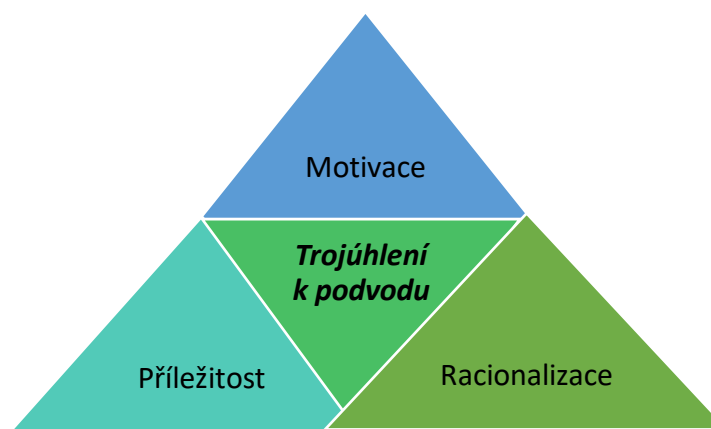 Motivace
Trojúhlení
k podvodu
Příležitost
Racionalizace